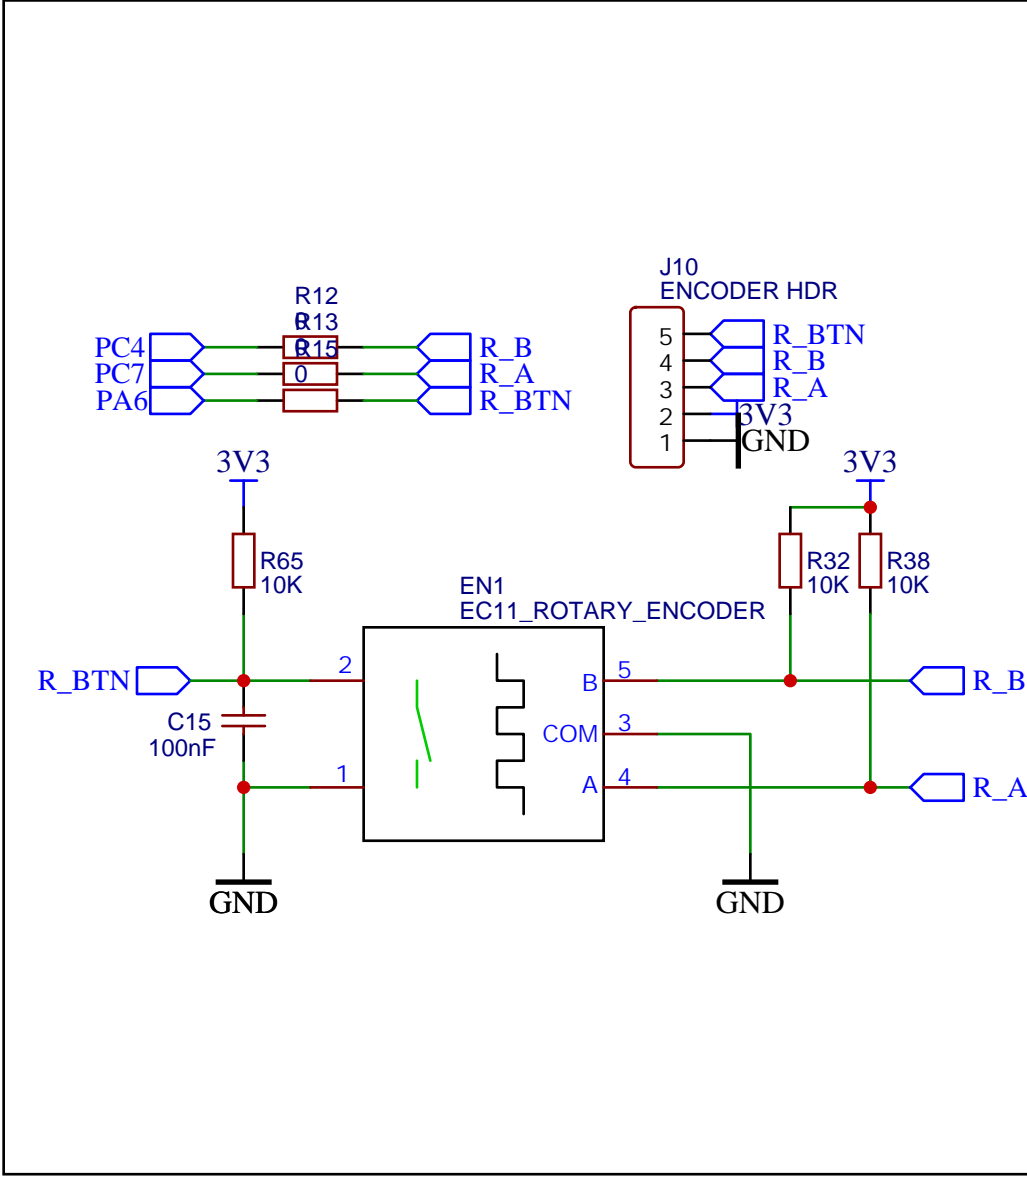 J10
ENCODER HDR
R12
0
R13
0
R15
0
PC4
R_B
PC7
R_A
PA6
R_BTN
5
R_BTN
4
R_B
3
R_A
2
3V3
1
GND
3V3
3V3
R65
10K
R32
10K
R38
10K
EN1
EC11_ROTARY_ENCODER
R_BTN
2
B
5
R_B
C15
100nF
COM
3
1
A
4
R_A
GND
GND